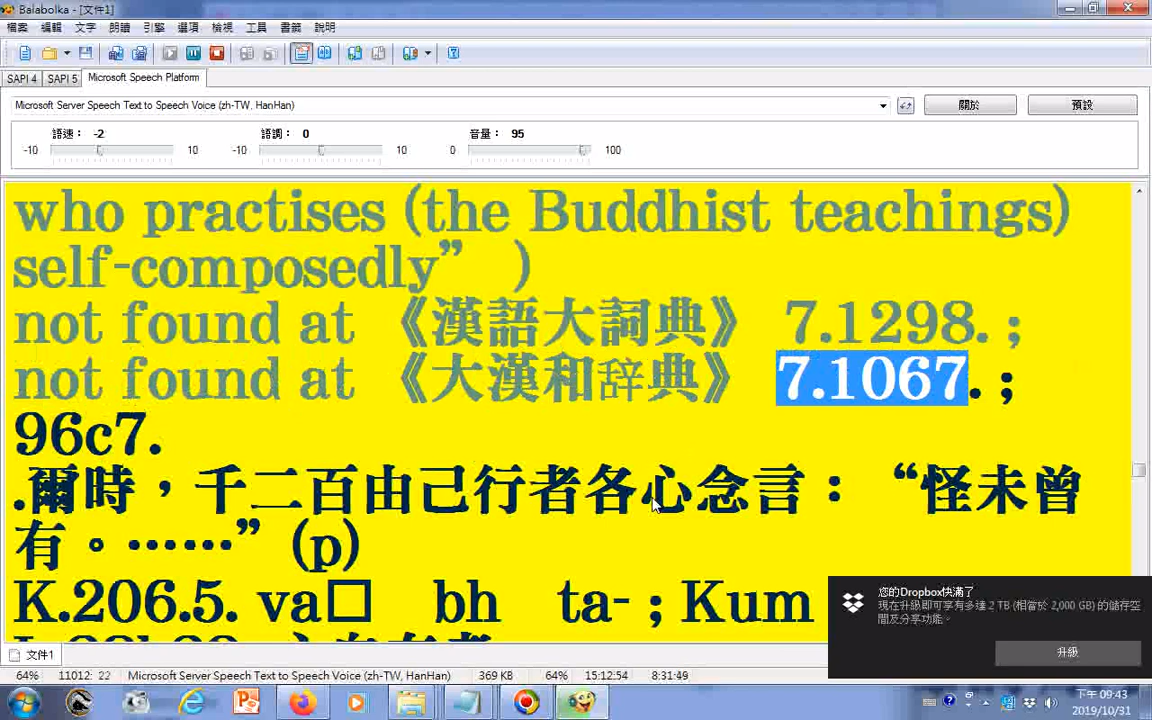 Balabolka - [文件1]
檔案 編輯 文字 朗讀 引擎 選項 檢視 工具 書籤 說明
SAPI 4 SAPI 5 Microsoft Speech Platform
Microsoft Server Speech Text to Speech Voice (zh-TW, HanHan) 關於 預設
語速： -2 語調： 0 音量： 95
-10 10 -10 10 0 100
who practises (the Buddhist teachings)
self-composedly” )
not found at 《漢語大詞典》 7.1298. ;
not found at 《大漢和辞典》 7.1067. ;
96c7.
.爾時，千二百由己行者各心念言：“怪未曾
有。……” (p)
K.206.5. va□ bh ta- ; Kum
您的Dropbox快滿了
現在升級即可享有多達 2 TB (相當於 2,000 GB) 的儲存空
間及分享功能。
升級
文件1
64% 11012: 22 Microsoft Server Speech Text to Speech Voice (zh-TW, HanHan) 369 KB 64% 15:12:54 8:31:49
下午 09:43
2019/10/31